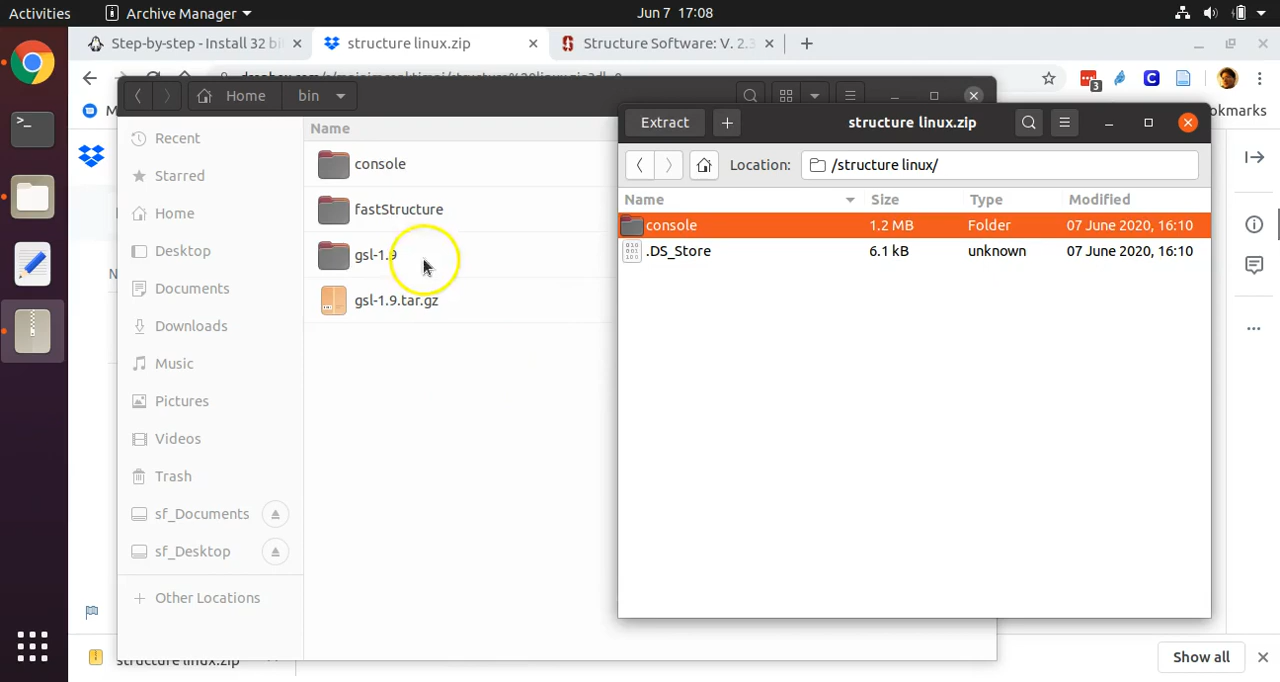 Activities
Archive Manager
Jun 7 17:08
Step-by-step - Install 32 bi
structure linux.zip
Structure Software: V. 2.3
3
M
okmarks
Home
bin
Recent
Starred
Home
Desktop
Documents
Downloads
Music
Pictures
Videos
Trash
sf_Documents
sf_Desktop
Other Locations
Name
console
fastStructure
gsl-1.9
gsl-1.9.tar.gz
Extract
structure linux.zip
Location:
/structure linux/
Name
Size
Type
Modified
console
1.2 MB
Folder
07 June 2020, 16:10
.DS_Store
6.1 kB
unknown
07 June 2020, 16:10
structure linux.zip
Show all